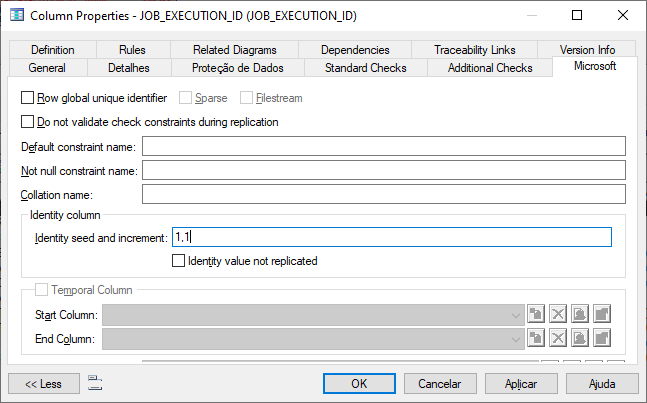 Column Properties - JOB_EXECUTION_ID (JOB_EXECUTION_ID)
Definition Rules Related Diagrams Dependencies Traceability Links Version Info
General Detalhes Proteção de Dados Standard Checks Additional Checks Microsoft
Row global unique identifier Sparse Filestream
Do not validate check constraints during replication
Default constraint name:
Not null constraint name:
Collation name:
Identity column
Identity seed and increment: 1,1
Identity value not replicated
Temporal Column
Start Column:
End Column:
<< Less OK Cancelar Aplicar Ajuda